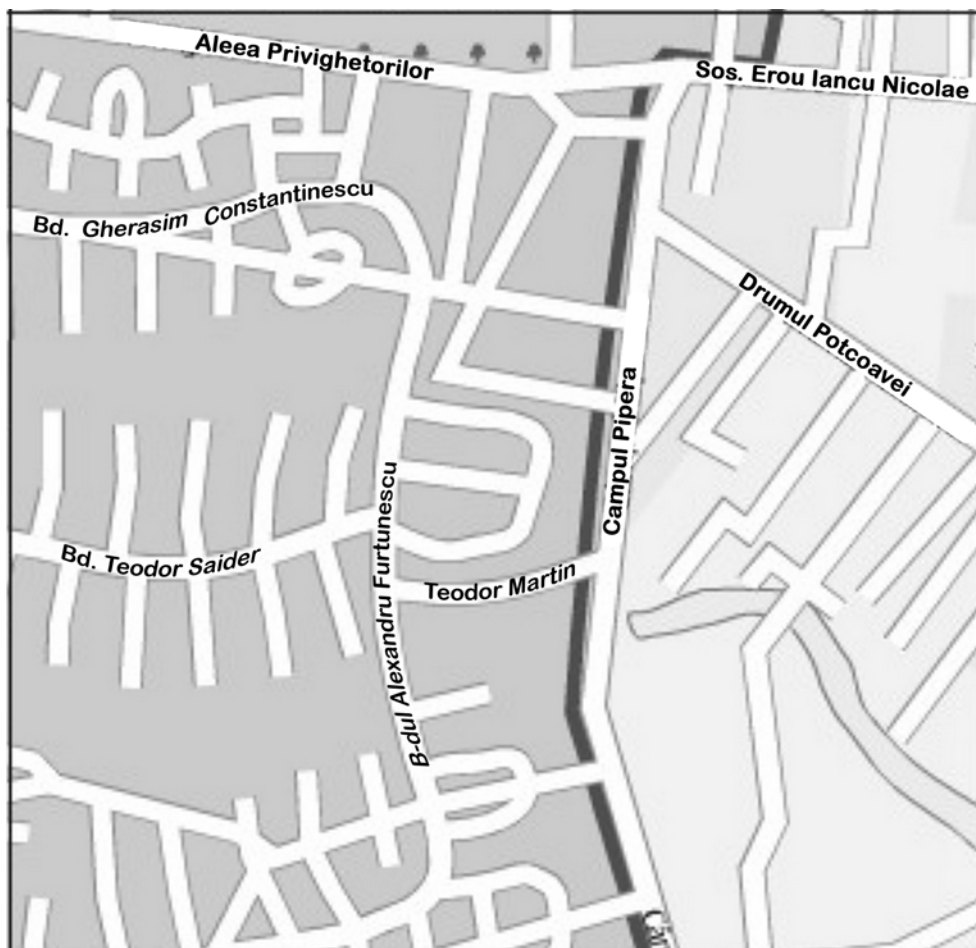 Aleea Privighetorilor
Sos. Erou Iancu Nicolae
Bd. Gherasim Constantinescu
Drumul Potcoavei
Campul Pipera
B-dul Alexandru Furtunescu
Bd. Teodor Saider
Teodor Martin